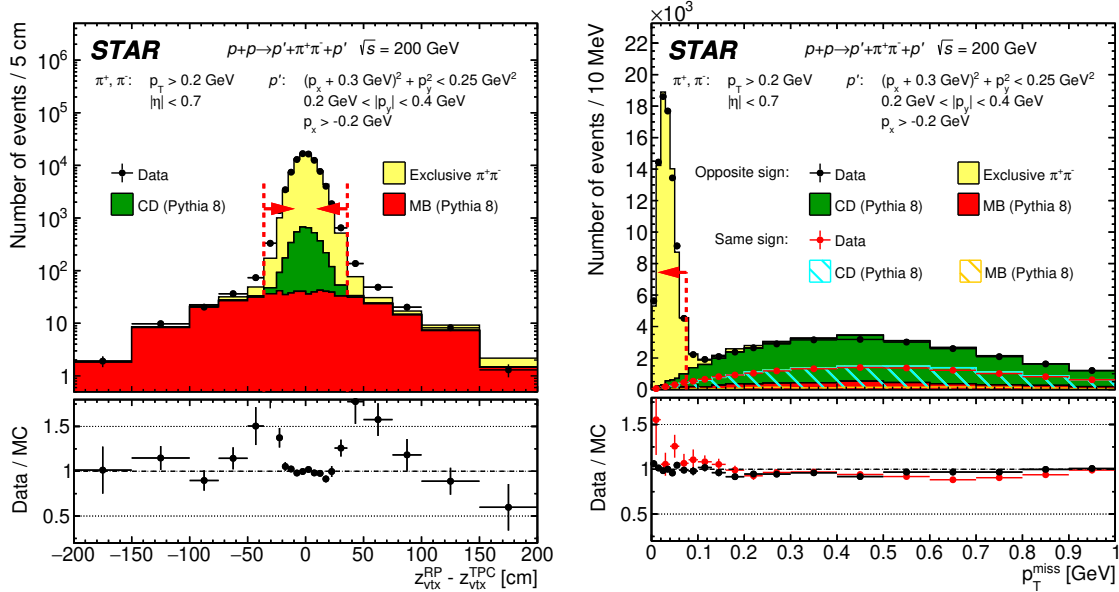 STAR
p+p→p′+π⁺π⁻+p′ √s = 200 GeV
π⁺, π⁻: p_T > 0.2 GeV
|η| < 0.7
p′: (p_x + 0.3 GeV)² + p_y² < 0.25 GeV²
0.2 GeV < |p_y| < 0.4 GeV
p_x > -0.2 GeV
Data
Exclusive π⁺π⁻
CD (Pythia 8)
MB (Pythia 8)
Number of events / 5 cm
10⁶
10⁵
10⁴
10³
10²
10
1
Data / MC
1.5
1
0.5
−200 −150 −100 −50 0 50 100 150 200
z_vtx^RP - z_vtx^TPC [cm]
×10³
STAR
p+p→p′+π⁺π⁻+p′ √s = 200 GeV
π⁺, π⁻: p_T > 0.2 GeV
|η| < 0.7
p′: (p_x + 0.3 GeV)² + p_y² < 0.25 GeV²
0.2 GeV < |p_y| < 0.4 GeV
p_x > -0.2 GeV
Opposite sign: Data
Exclusive π⁺π⁻
CD (Pythia 8)
MB (Pythia 8)
Same sign: Data
CD (Pythia 8)
MB (Pythia 8)
Number of events / 10 MeV
22
20
18
16
14
12
10
8
6
4
2
0
Data / MC
1.5
1
0.5
0 0.1 0.2 0.3 0.4 0.5 0.6 0.7 0.8 0.9 1
p_T^miss [GeV]